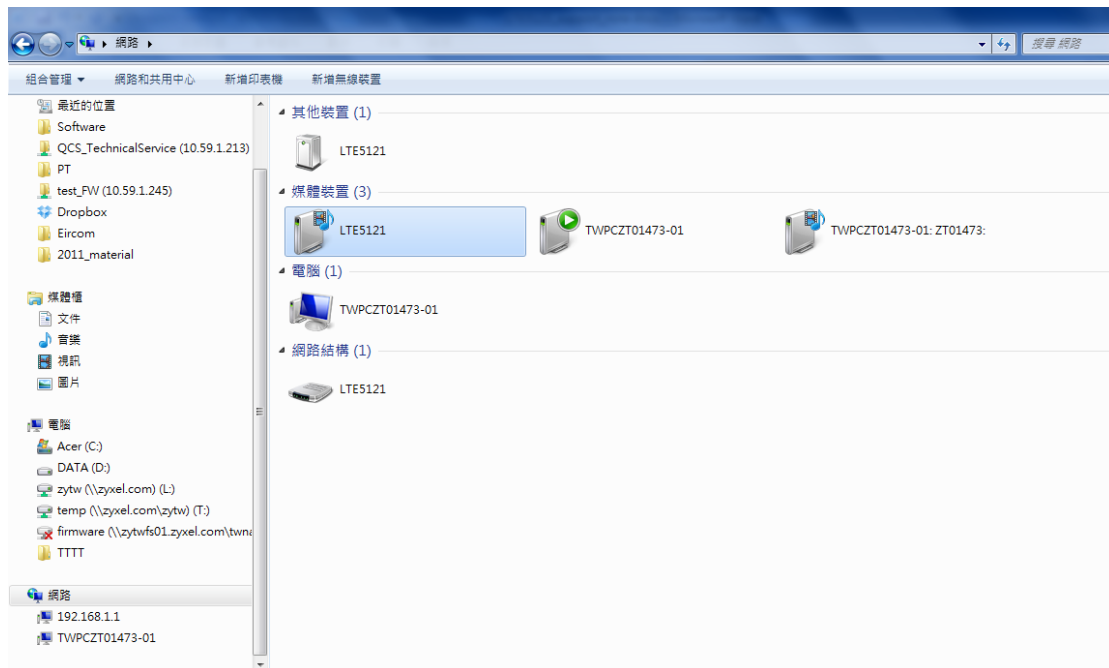 網路
搜尋 網路
組合管理 網路和共用中心 新增印表機 新增無線裝置
最近的位置
Software
QCS_TechnicalService (10.59.1.213)
PT
test_FW (10.59.1.245)
Dropbox
Eircom
2011_material
媒體櫃
文件
音樂
視訊
圖片
電腦
Acer (C:)
DATA (D:)
zytw (\\zyxel.com) (L:)
temp (\\zyxel.com\zytw) (T:)
firmware (\\zytwfs01.zyxel.com\twna
TTTT
網路
192.168.1.1
TWPCZT01473-01
其他裝置 (1)
LTE5121
媒體裝置 (3)
LTE5121 TWPCZT01473-01 TWPCZT01473-01: ZT01473:
電腦 (1)
TWPCZT01473-01
網路結構 (1)
LTE5121